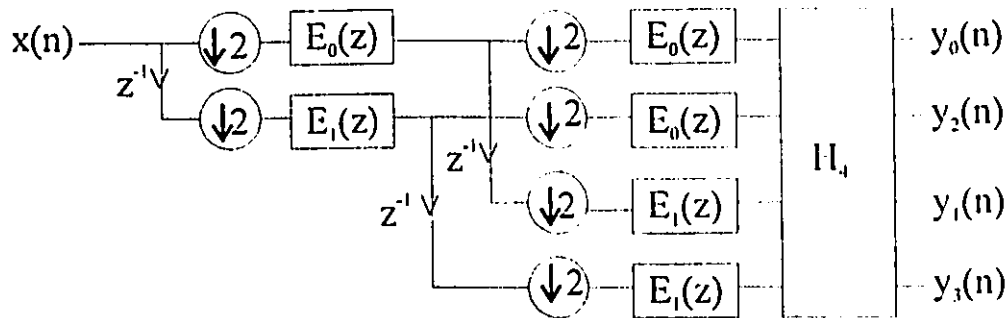 x(n) ↓2 E₀(z) ↓2 E₀(z) y₀(n)
z⁻¹ ↓2 E₁(z) ↓2 E₀(z) y₂(n)
z⁻¹ ↓2 E₁(z) H₄ y₁(n)
z⁻¹ ↓2 E₁(z) y₃(n)